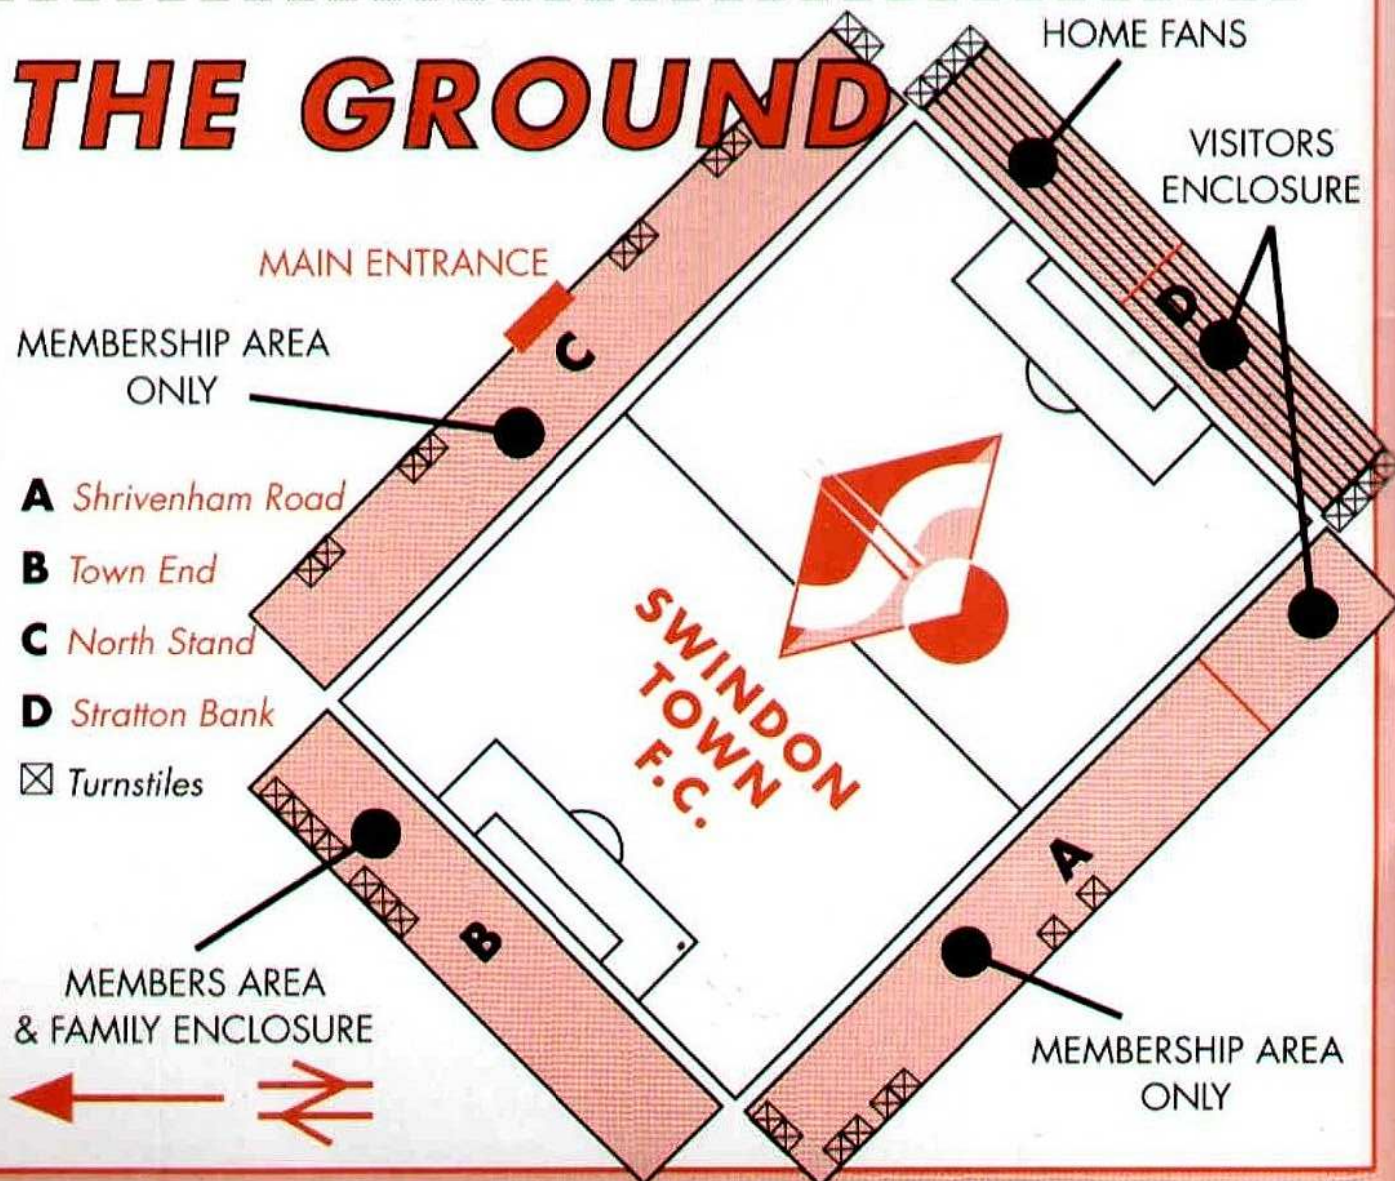 THE GROUND
HOME FANS
VISITORS
ENCLOSURE
MAIN ENTRANCE
MEMBERSHIP AREA
ONLY
C
D
A Shrivenham Road
B Town End
C North Stand
D Stratton Bank
Turnstiles
SWINDON
TOWN
F.C.
A
B
MEMBERS AREA
& FAMILY ENCLOSURE
MEMBERSHIP AREA
ONLY